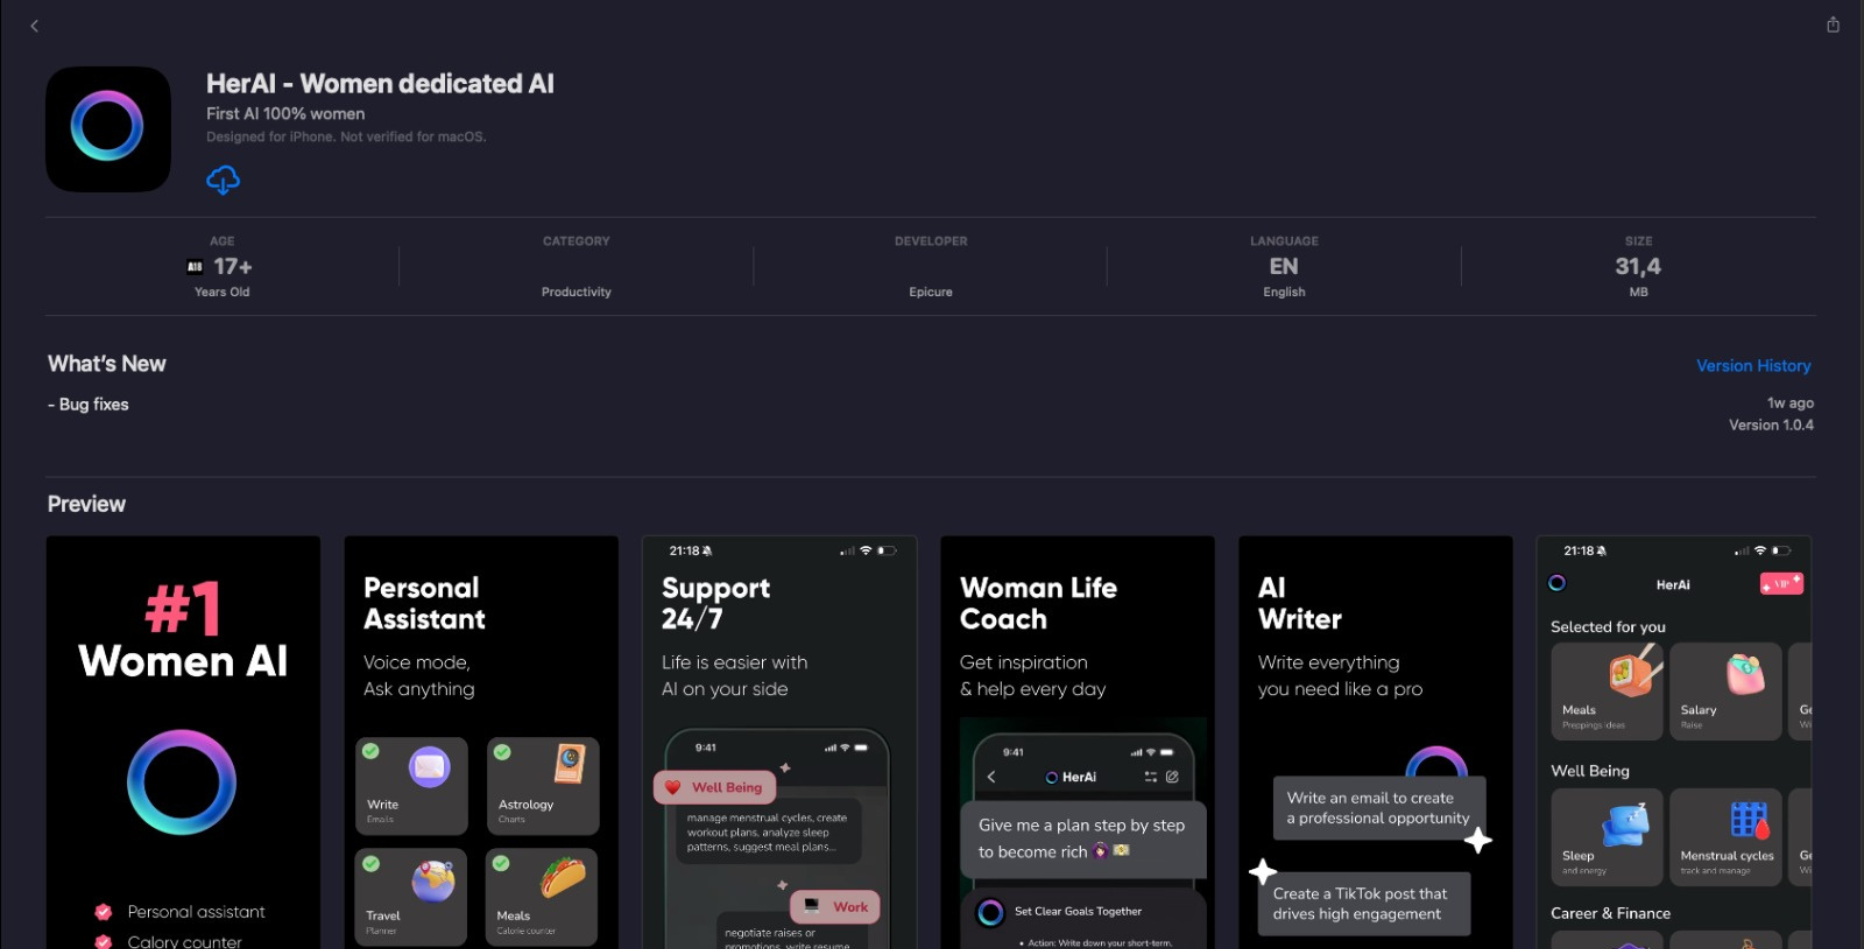 HerAI - Women dedicated AI
First AI 100% women
Designed for iPhone. Not verified for macOS.
AGE
A18 17+
Years Old
CATEGORY
Productivity
DEVELOPER
Epicure
LANGUAGE
EN
English
SIZE
31,4
MB
What's New
Version History
- Bug fixes
1w ago
Version 1.0.4
Preview
#1
Women AI
Personal assistant
Calory counter
Personal
Assistant
Voice mode,
Ask anything
Write
Emails
Astrology
Charts
Travel
Planner
Meals
Calorie counter
21:18
Support
24/7
Life is easier with
AI on your side
9:41
Well Being
manage menstrual cycles, create
workout plans, analyze sleep
patterns, suggest meal plans...
Work
negotiate raises or
promotions, write resume
Woman Life
Coach
Get inspiration
& help every day
9:41
HerAi
Give me a plan step by step
to become rich
Set Clear Goals Together
• Action: Write down your short-term,
AI
Writer
Write everything
you need like a pro
Write an email to create
a professional opportunity
Create a TikTok post that
drives high engagement
21:18
HerAi
VIP
Selected for you
Meals
Preppings ideas
Salary
Raise
Well Being
Sleep
and energy
Menstrual cycles
track and manage
Career & Finance